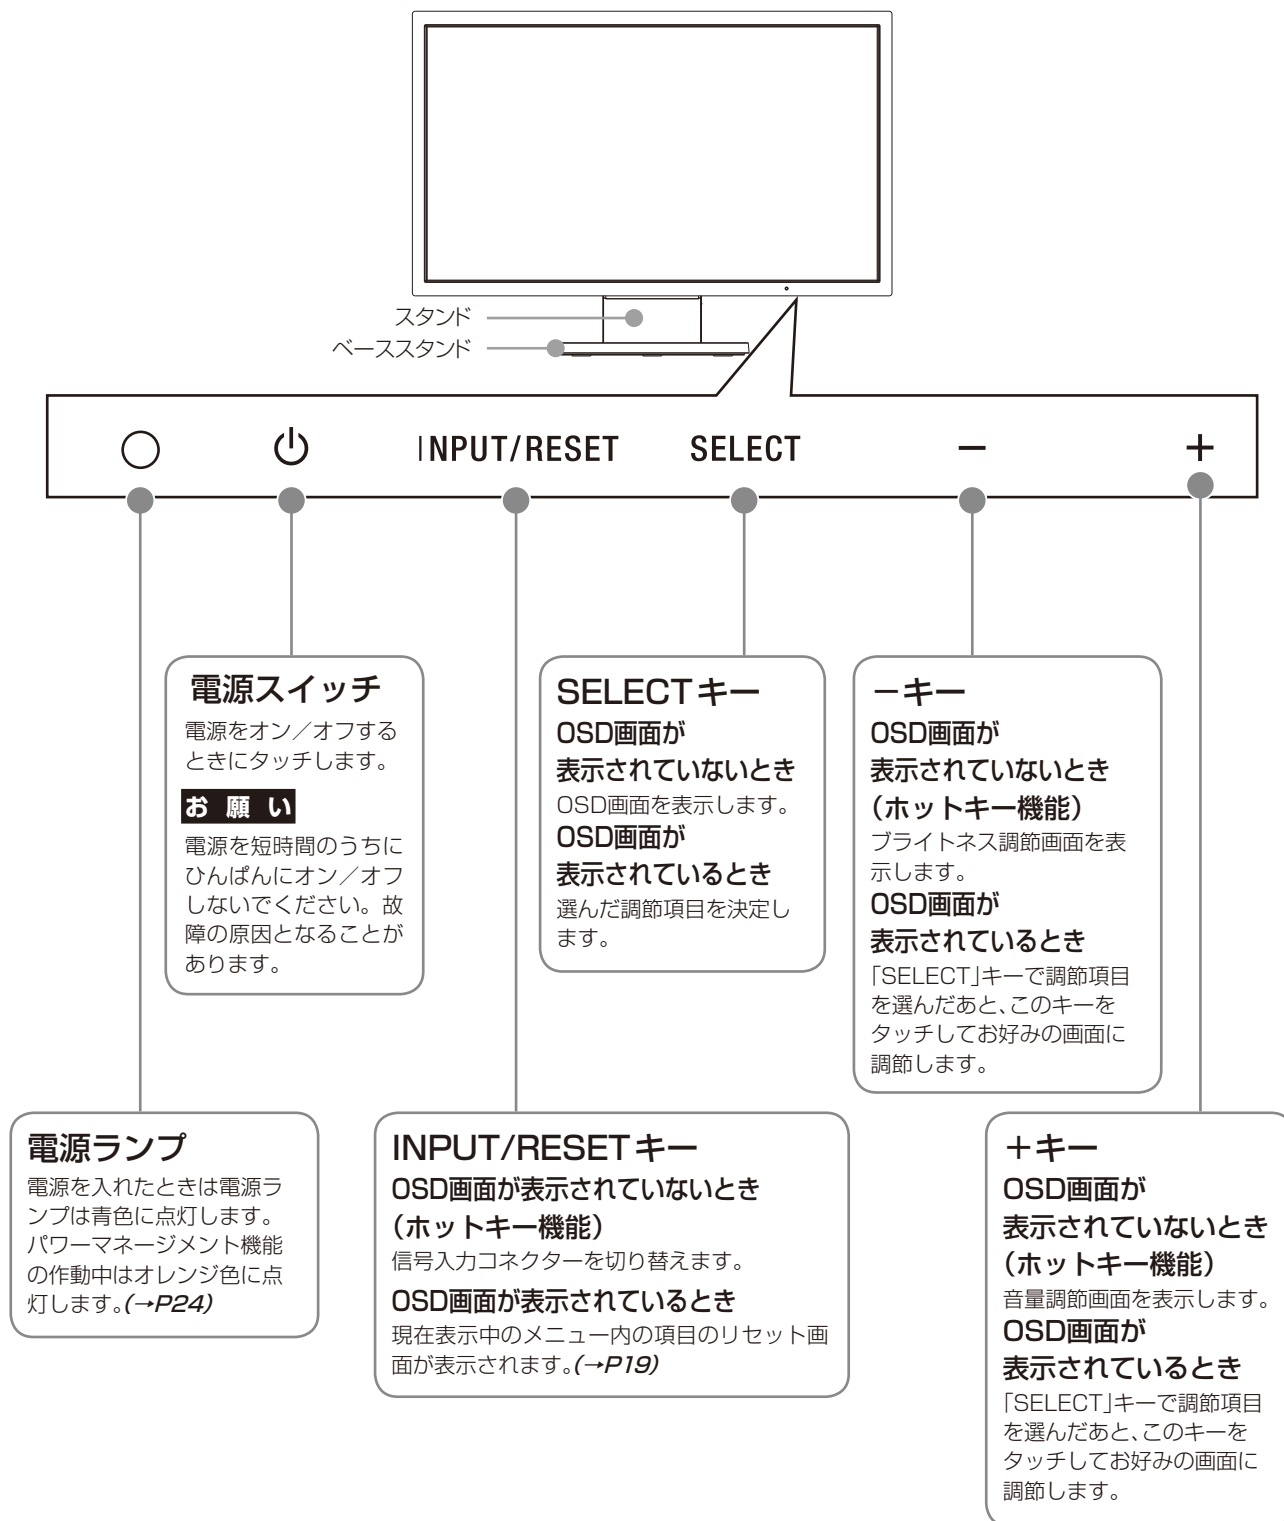 スタンド
ベーススタンド
INPUT/RESET SELECT − +
電源スイッチ
電源をオン／オフする
ときにタッチします。
お 願 い
電源を短時間のうちに
ひんぱんにオン／オフ
しないでください。故
障の原因となることが
あります。
SELECTキー
OSD画面が
表示されていないとき
OSD画面を表示します。
OSD画面が
表示されているとき
選んだ調節項目を決定し
ます。
−キー
OSD画面が
表示されていないとき
（ホットキー機能）
ブライトネス調節画面を表
示します。
OSD画面が
表示されているとき
「SELECT」キーで調節項目
を選んだあと、このキーを
タッチしてお好みの画面に
調節します。
電源ランプ
電源を入れたときは電源ラ
ンプは青色に点灯します。
パワーマネージメント機能
の作動中はオレンジ色に点
灯します。(→P24)
INPUT/RESETキー
OSD画面が表示されていないとき
（ホットキー機能）
信号入力コネクターを切り替えます。
OSD画面が表示されているとき
現在表示中のメニュー内の項目のリセット画
面が表示されます。(→P19)
＋キー
OSD画面が
表示されていないとき
（ホットキー機能）
音量調節画面を表示します。
OSD画面が
表示されているとき
「SELECT」キーで調節項目
を選んだあと、このキーを
タッチしてお好みの画面に
調節します。